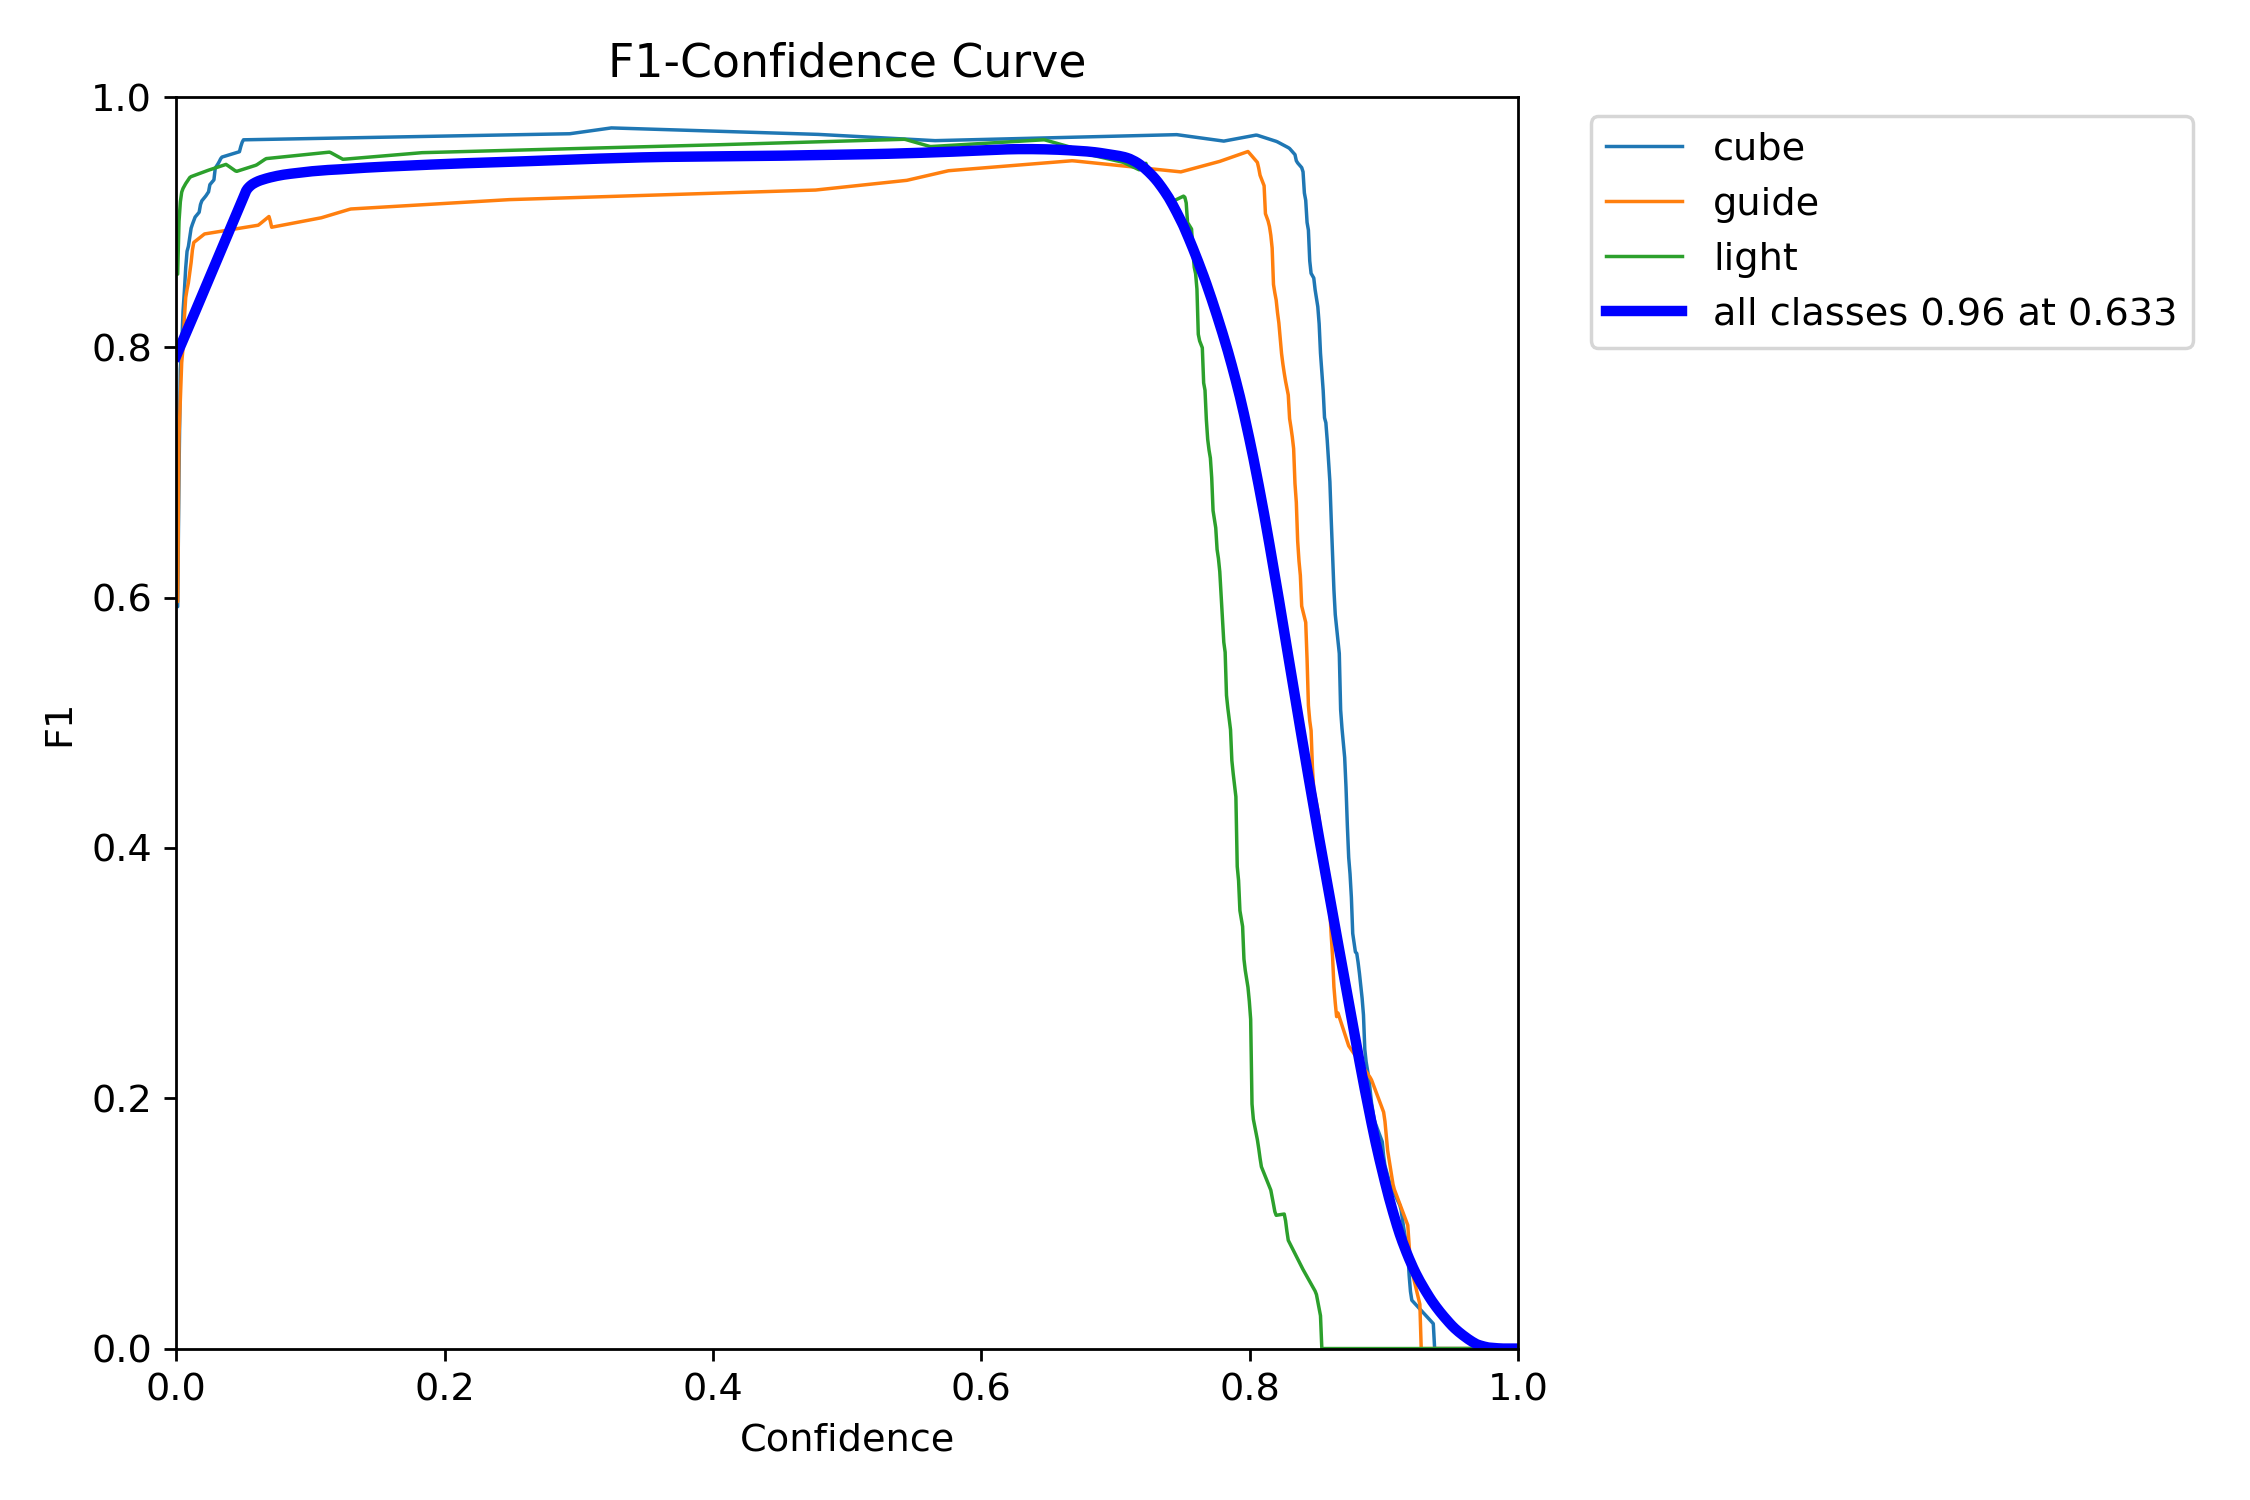 F1-Confidence Curve
1.0
0.8
0.6
0.4
0.2
0.0
F1
0.0 0.2 0.4 0.6 0.8 1.0
Confidence
cube
guide
light
all classes 0.96 at 0.633